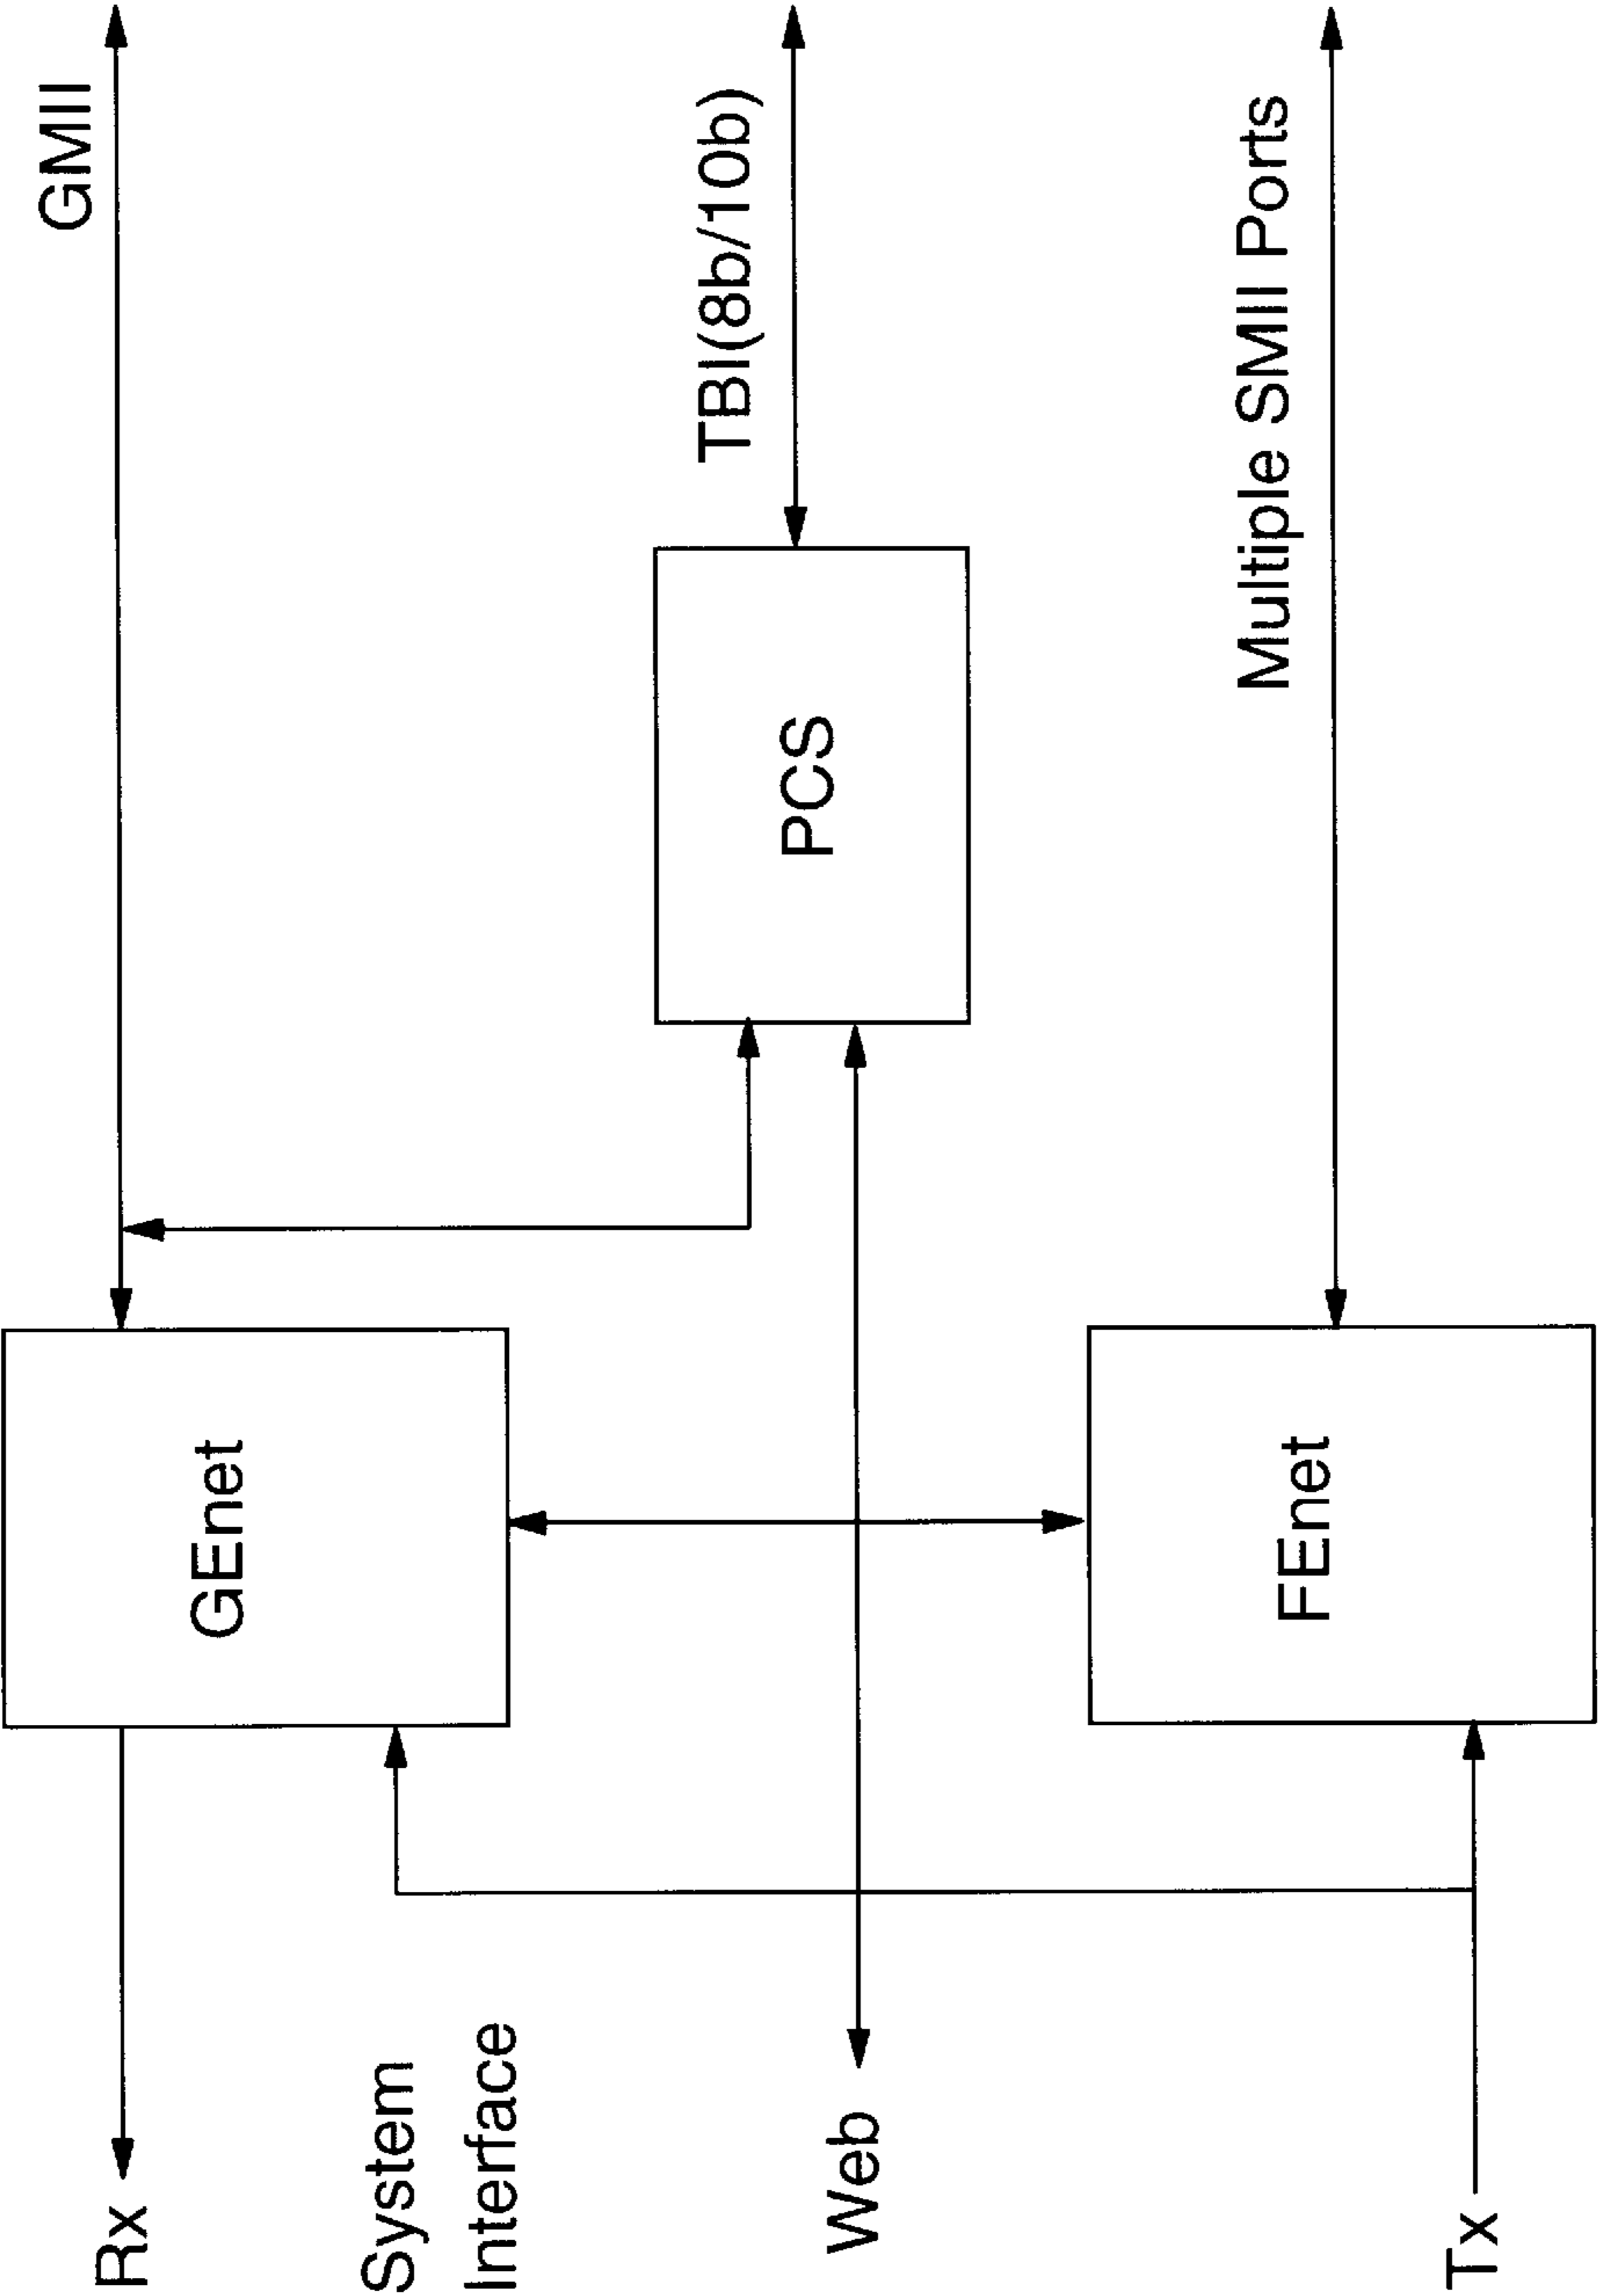 Rx
System
Interface
Web
Tx
GEnet
FEnet
PCS
GMII
TBI(8b/10b)
Multiple SMII Ports